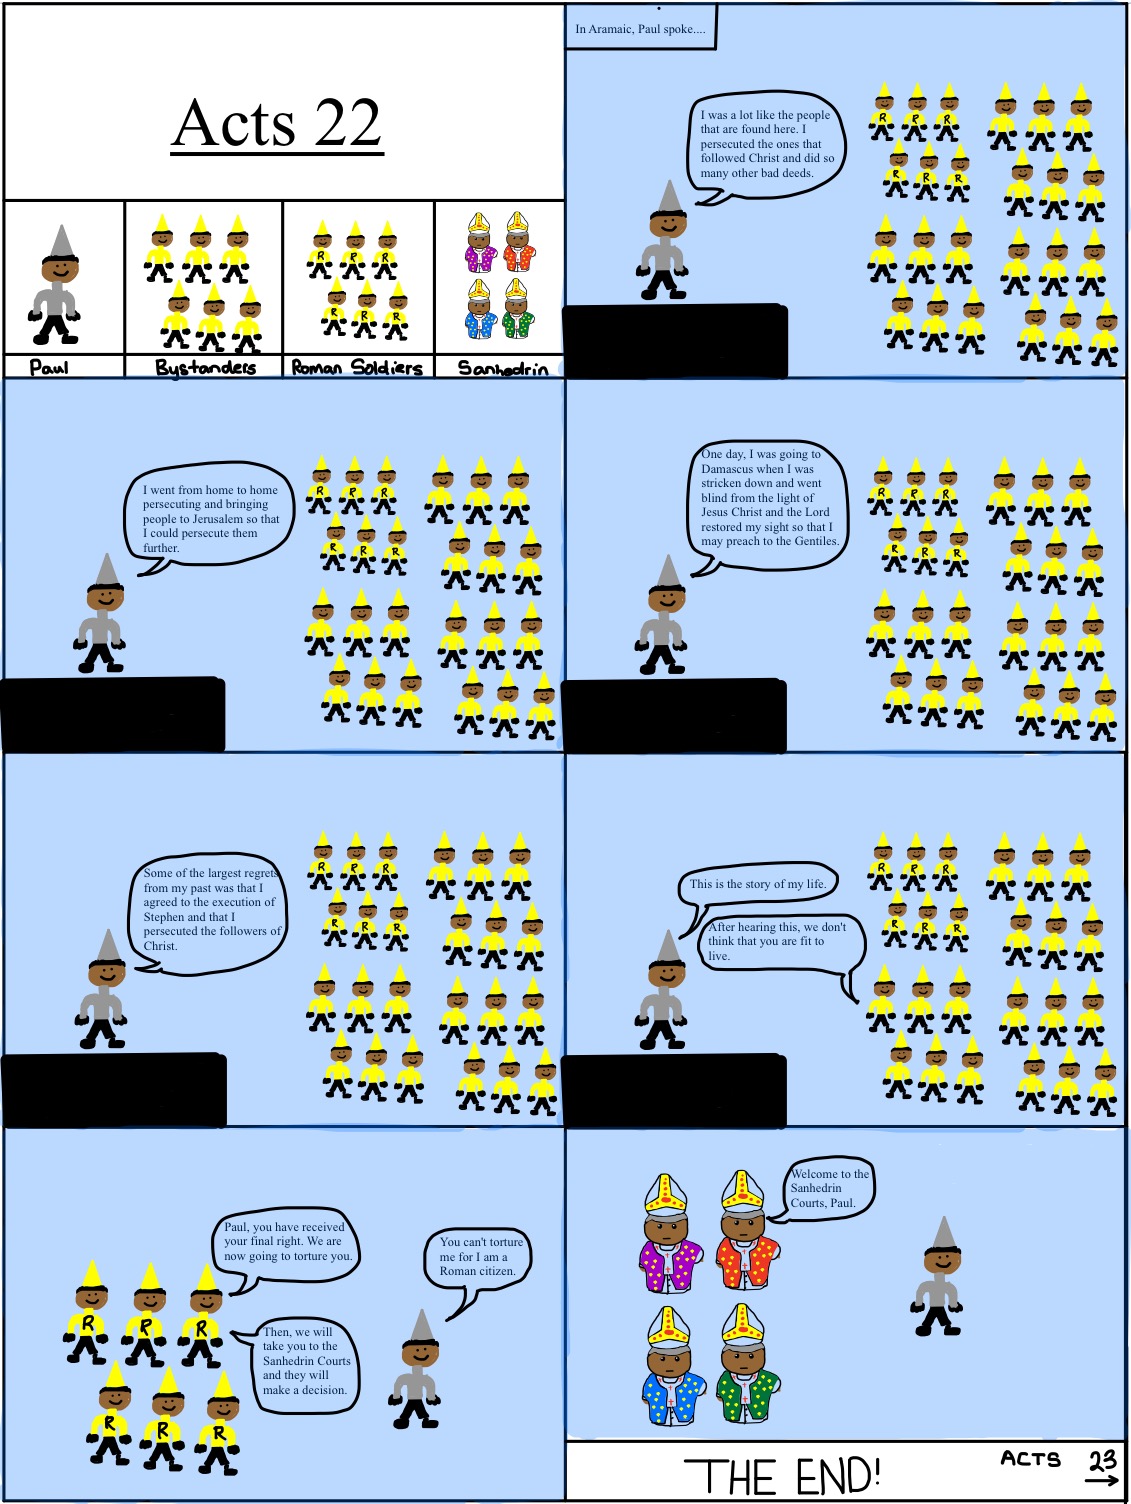 Acts 22
Paul
Bystanders
Roman Soldiers
Sanhedrin
R R R
R R R
In Aramaic, Paul spoke....
I was a lot like the people
that are found here. I
persecuted the ones that
followed Christ and did so
many other bad deeds.
R R R
R R R
I went from home to home
persecuting and bringing
people to Jerusalem so that
I could persecute them
further.
R R R
R R R
One day, I was going to
Damascus when I was
stricken down and went
blind from the light of
Jesus Christ and the Lord
restored my sight so that I
may preach to the Gentiles.
R R R
R R R
Some of the largest regrets
from my past was that I
agreed to the execution of
Stephen and that I
persecuted the followers of
Christ.
R R R
R R R
This is the story of my life.
After hearing this, we don't
think that you are fit to
live.
R R R
R R R
Paul, you have received
your final right. We are
now going to torture you.
You can't torture
me for I am a
Roman citizen.
Then, we will
take you to the
Sanhedrin Courts
and they will
make a decision.
R R R
R R R
Welcome to the
Sanhedrin
Courts, Paul.
THE END!
ACTS 23